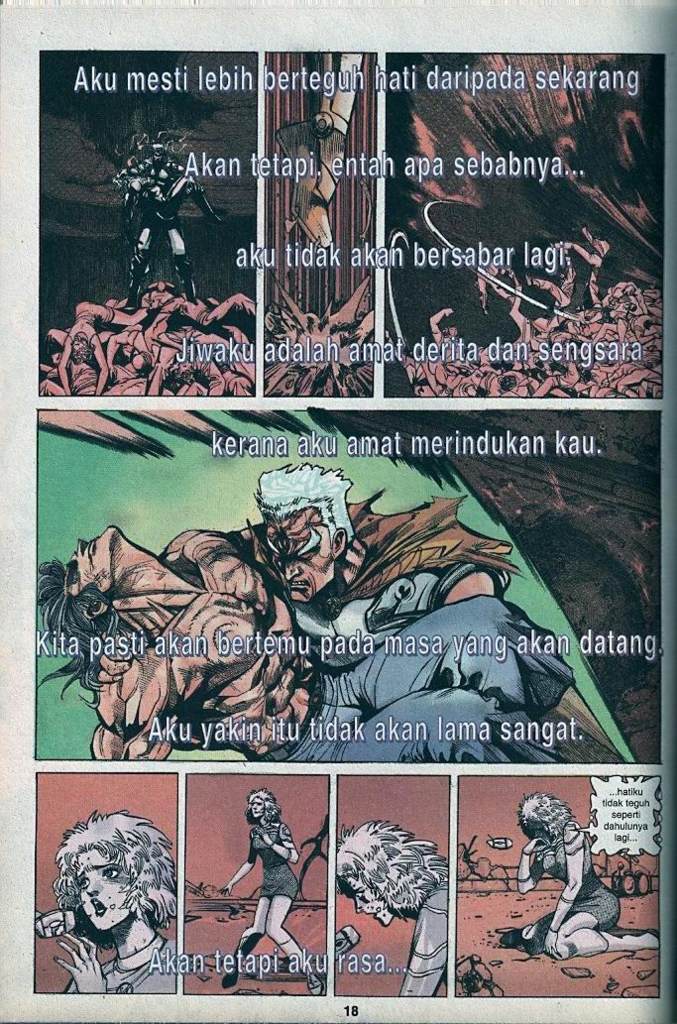 Aku mesti lebih berteguh hati daripada sekarang
Akan tetapi, entah apa sebabnya...
aku tidak akan bersabar lagi.
Jiwaku adalah amat derita dan sengsara
kerana aku amat merindukan kau.
Kita pasti akan bertemu pada masa yang akan datang.
Aku yakin itu tidak akan lama sangat.
...hatiku
tidak teguh
seperti
dahulunya
lagi...
Akan tetapi aku rasa...
18